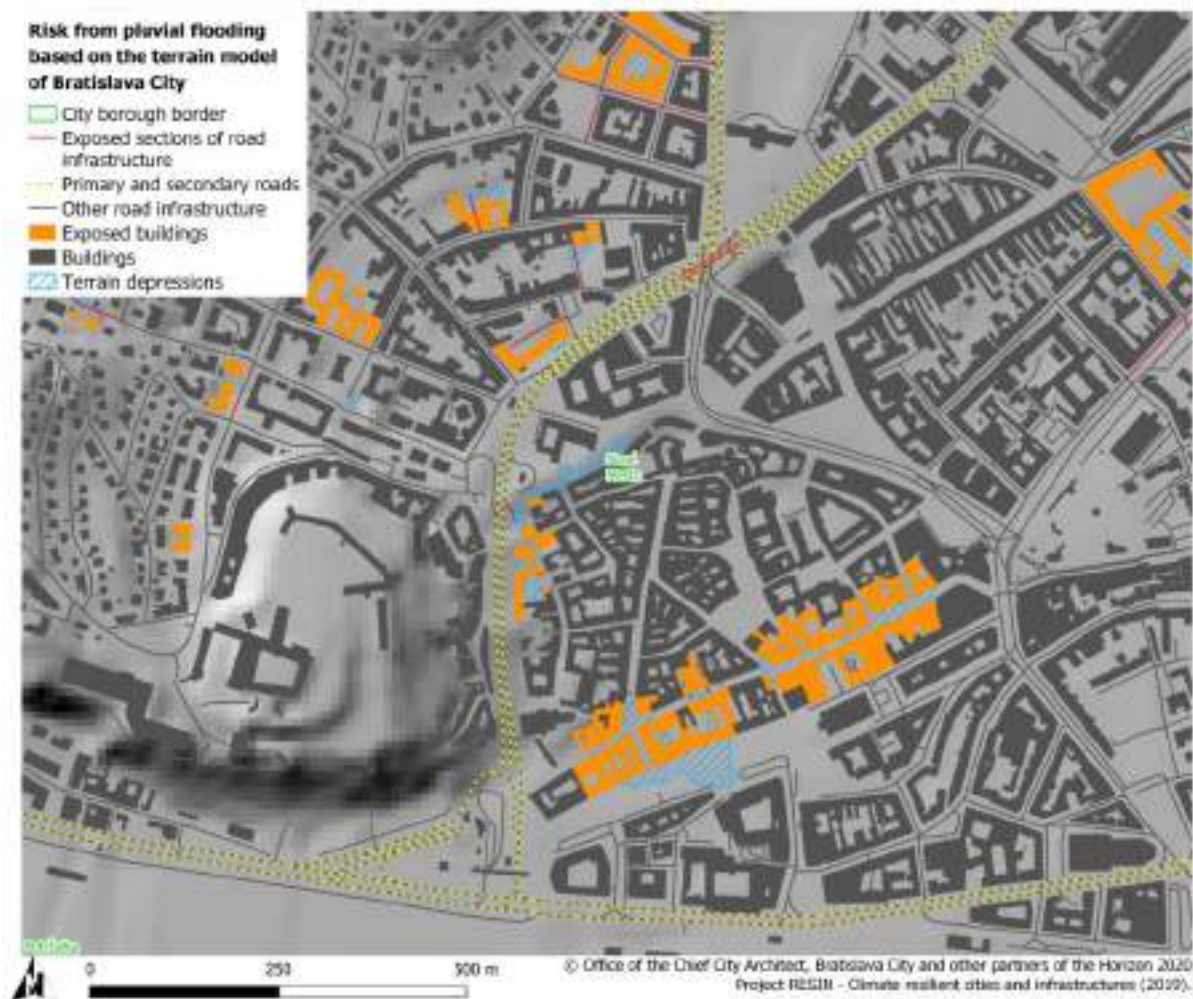 Risk from pluvial flooding
based on the terrain model
of Bratislava City
City borough border
Exposed sections of road
infrastructure
Primary and secondary roads
Other road infrastructure
Exposed buildings
Buildings
Terrain depressions
0 250 500 m
© Office of the Chief City Architect, Bratislava City and other partners of the Horizon 2020
Project RESIN - Climate resilient cities and infrastructures (2019).